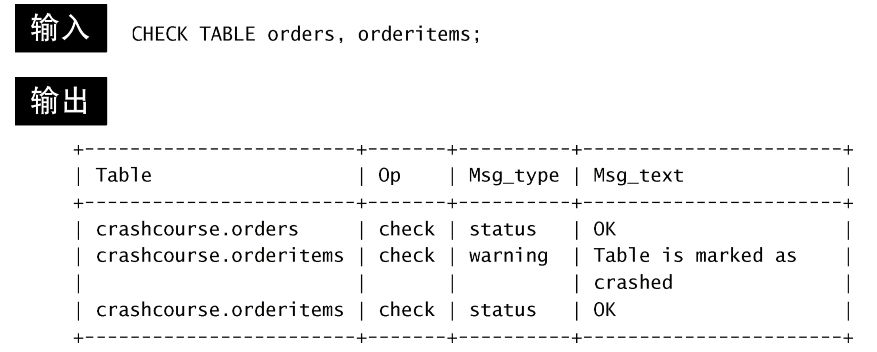 输入 CHECK TABLE orders, orderitems;
输出
+------------------------+-------+----------+-----------------------+
| Table                  | Op    | Msg_type | Msg_text              |
+------------------------+-------+----------+-----------------------+
| crashcourse.orders     | check | status   | OK                    |
| crashcourse.orderitems | check | warning  | Table is marked as    |
|                        |       |          | crashed               |
| crashcourse.orderitems | check | status   | OK                    |
+------------------------+-------+----------+-----------------------+